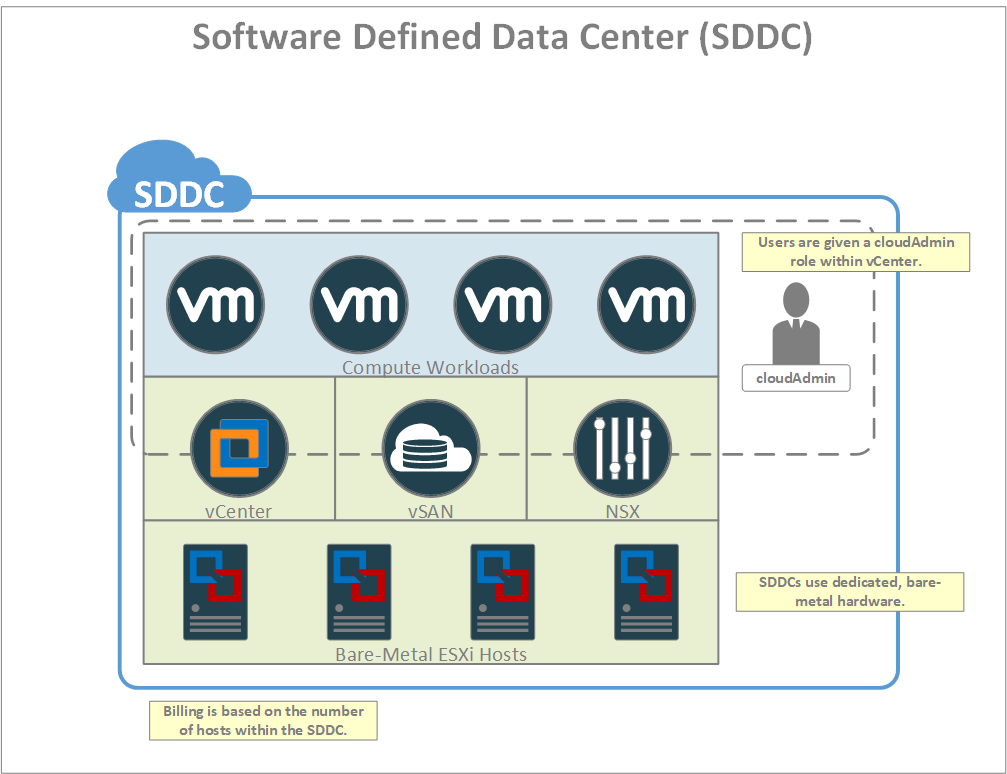 Software Defined Data Center (SDDC)
SDDC
Users are given a cloudAdmin
role within vCenter.
vm vm vm vm
Compute Workloads
cloudAdmin
vCenter vSAN NSX
SDDCs use dedicated, bare-
metal hardware.
Bare-Metal ESXi Hosts
Billing is based on the number
of hosts within the SDDC.